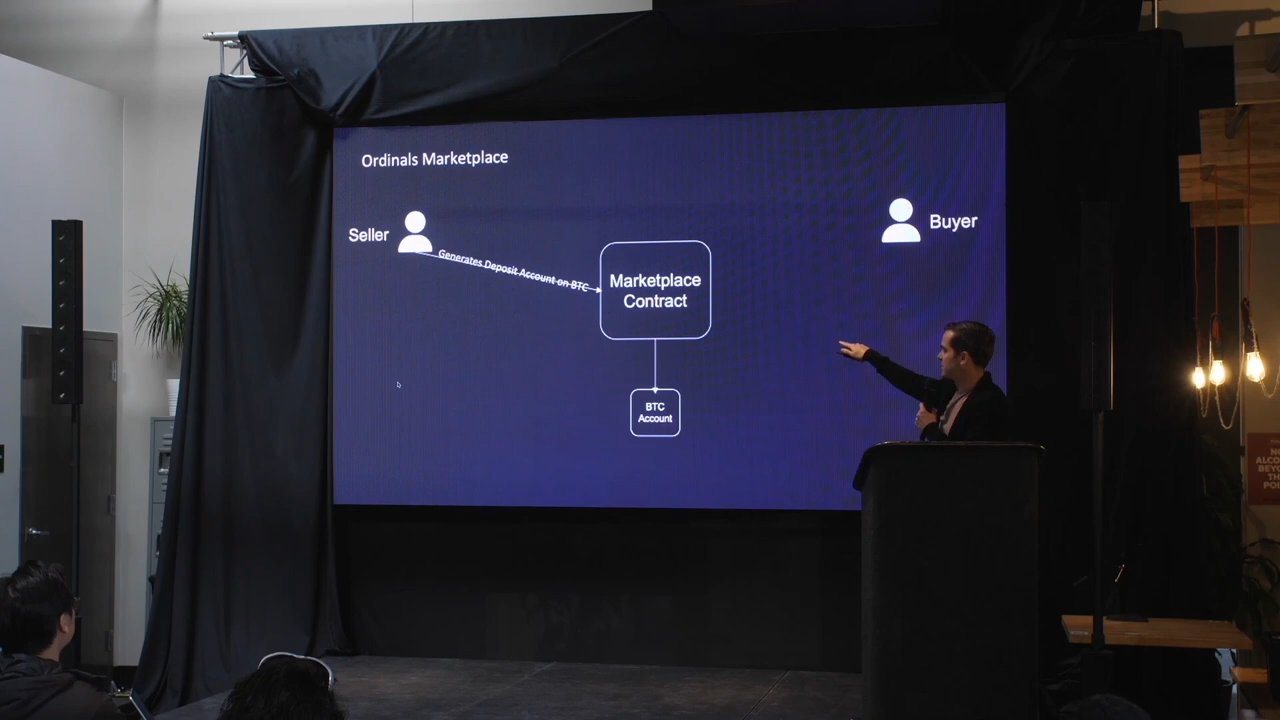 Ordinals Marketplace
Seller
Buyer
Generates Deposit Account on BTC
Marketplace
Contract
BTC
Account